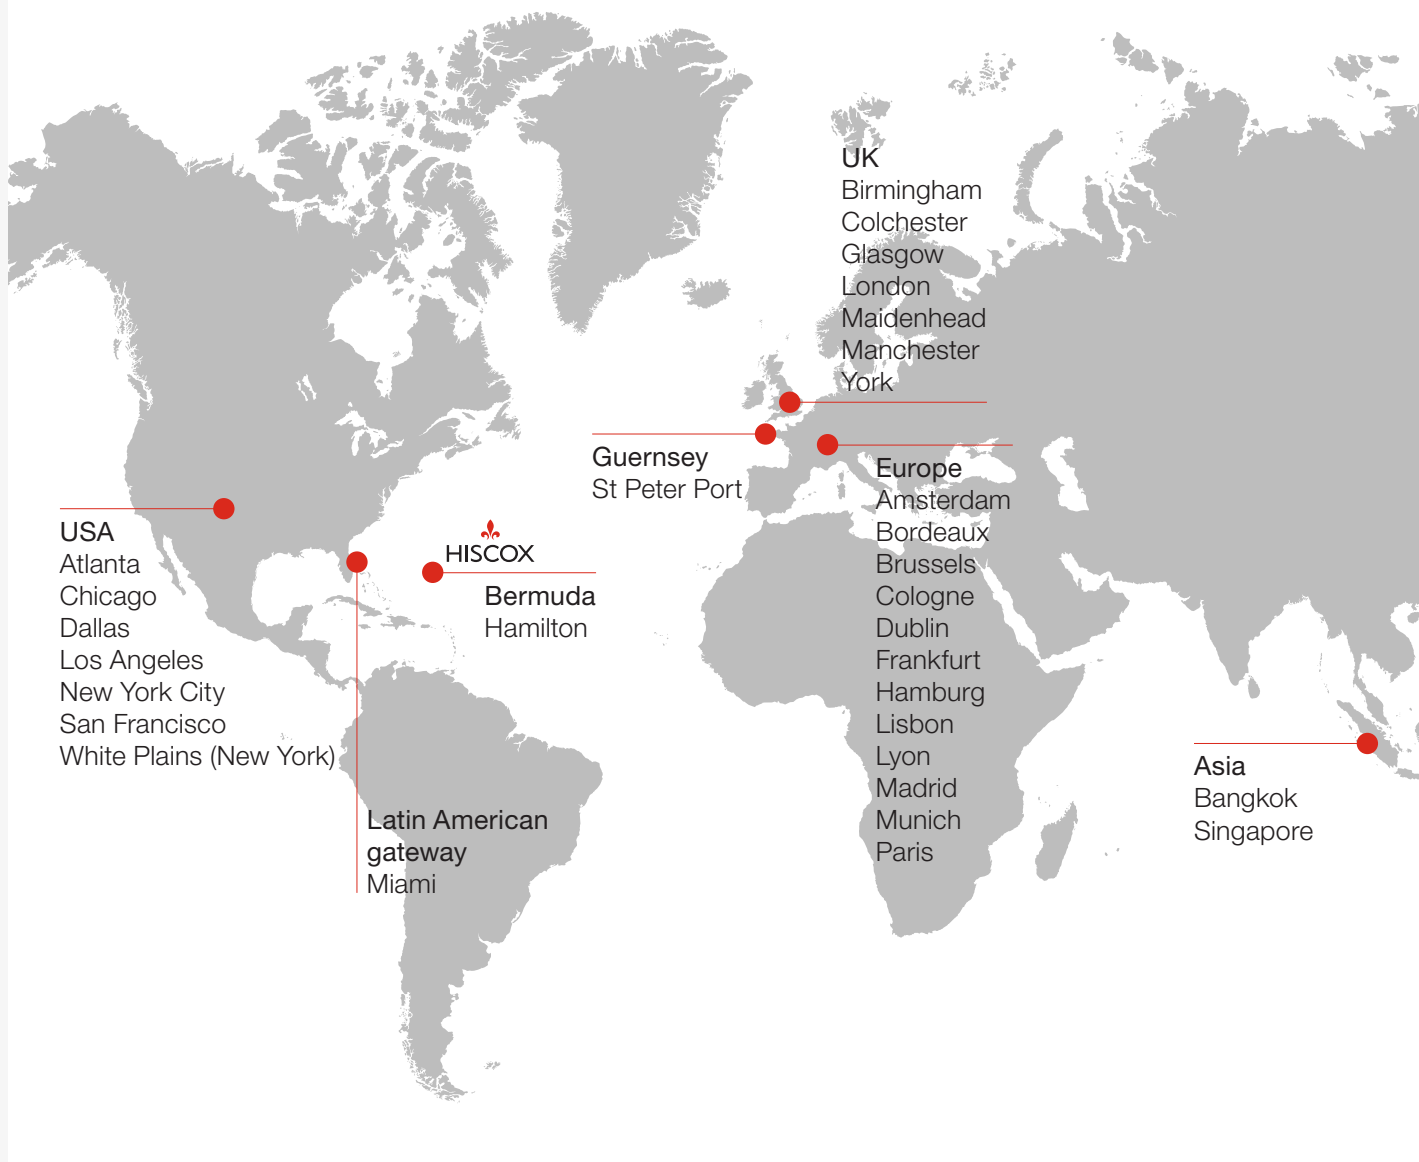 UK
Birmingham
Colchester
Glasgow
London
Maidenhead
Manchester
York
Guernsey
St Peter Port
Europe
Amsterdam
Bordeaux
Brussels
Cologne
Dublin
Frankfurt
Hamburg
Lisbon
Lyon
Madrid
Munich
Paris
USA
Atlanta
Chicago
Dallas
Los Angeles
New York City
San Francisco
White Plains (New York)
HISCOX
Bermuda
Hamilton
Latin American
gateway
Miami
Asia
Bangkok
Singapore